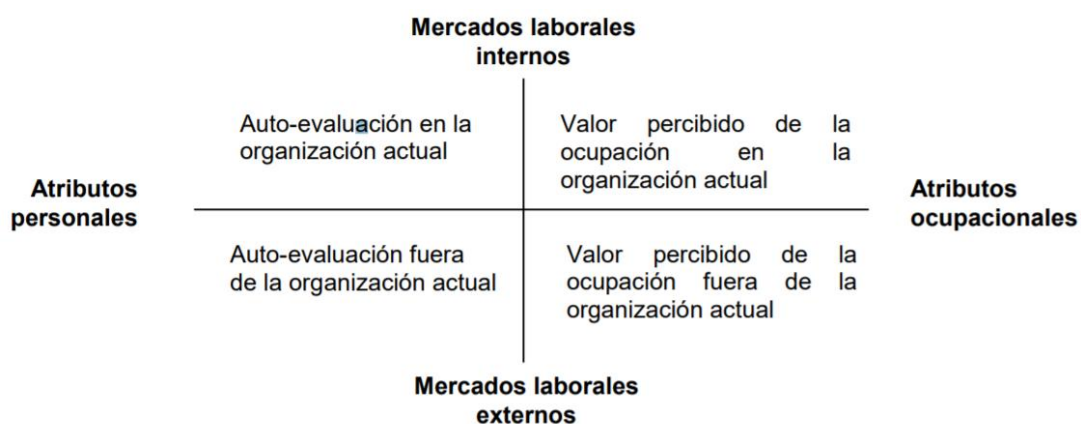 Mercados laborales
internos
Auto-evaluación en la
organización actual
Valor percibido de la
ocupación en la
organización actual
Atributos
personales
Atributos
ocupacionales
Auto-evaluación fuera
de la organización actual
Valor percibido de la
ocupación fuera de la
organización actual
Mercados laborales
externos